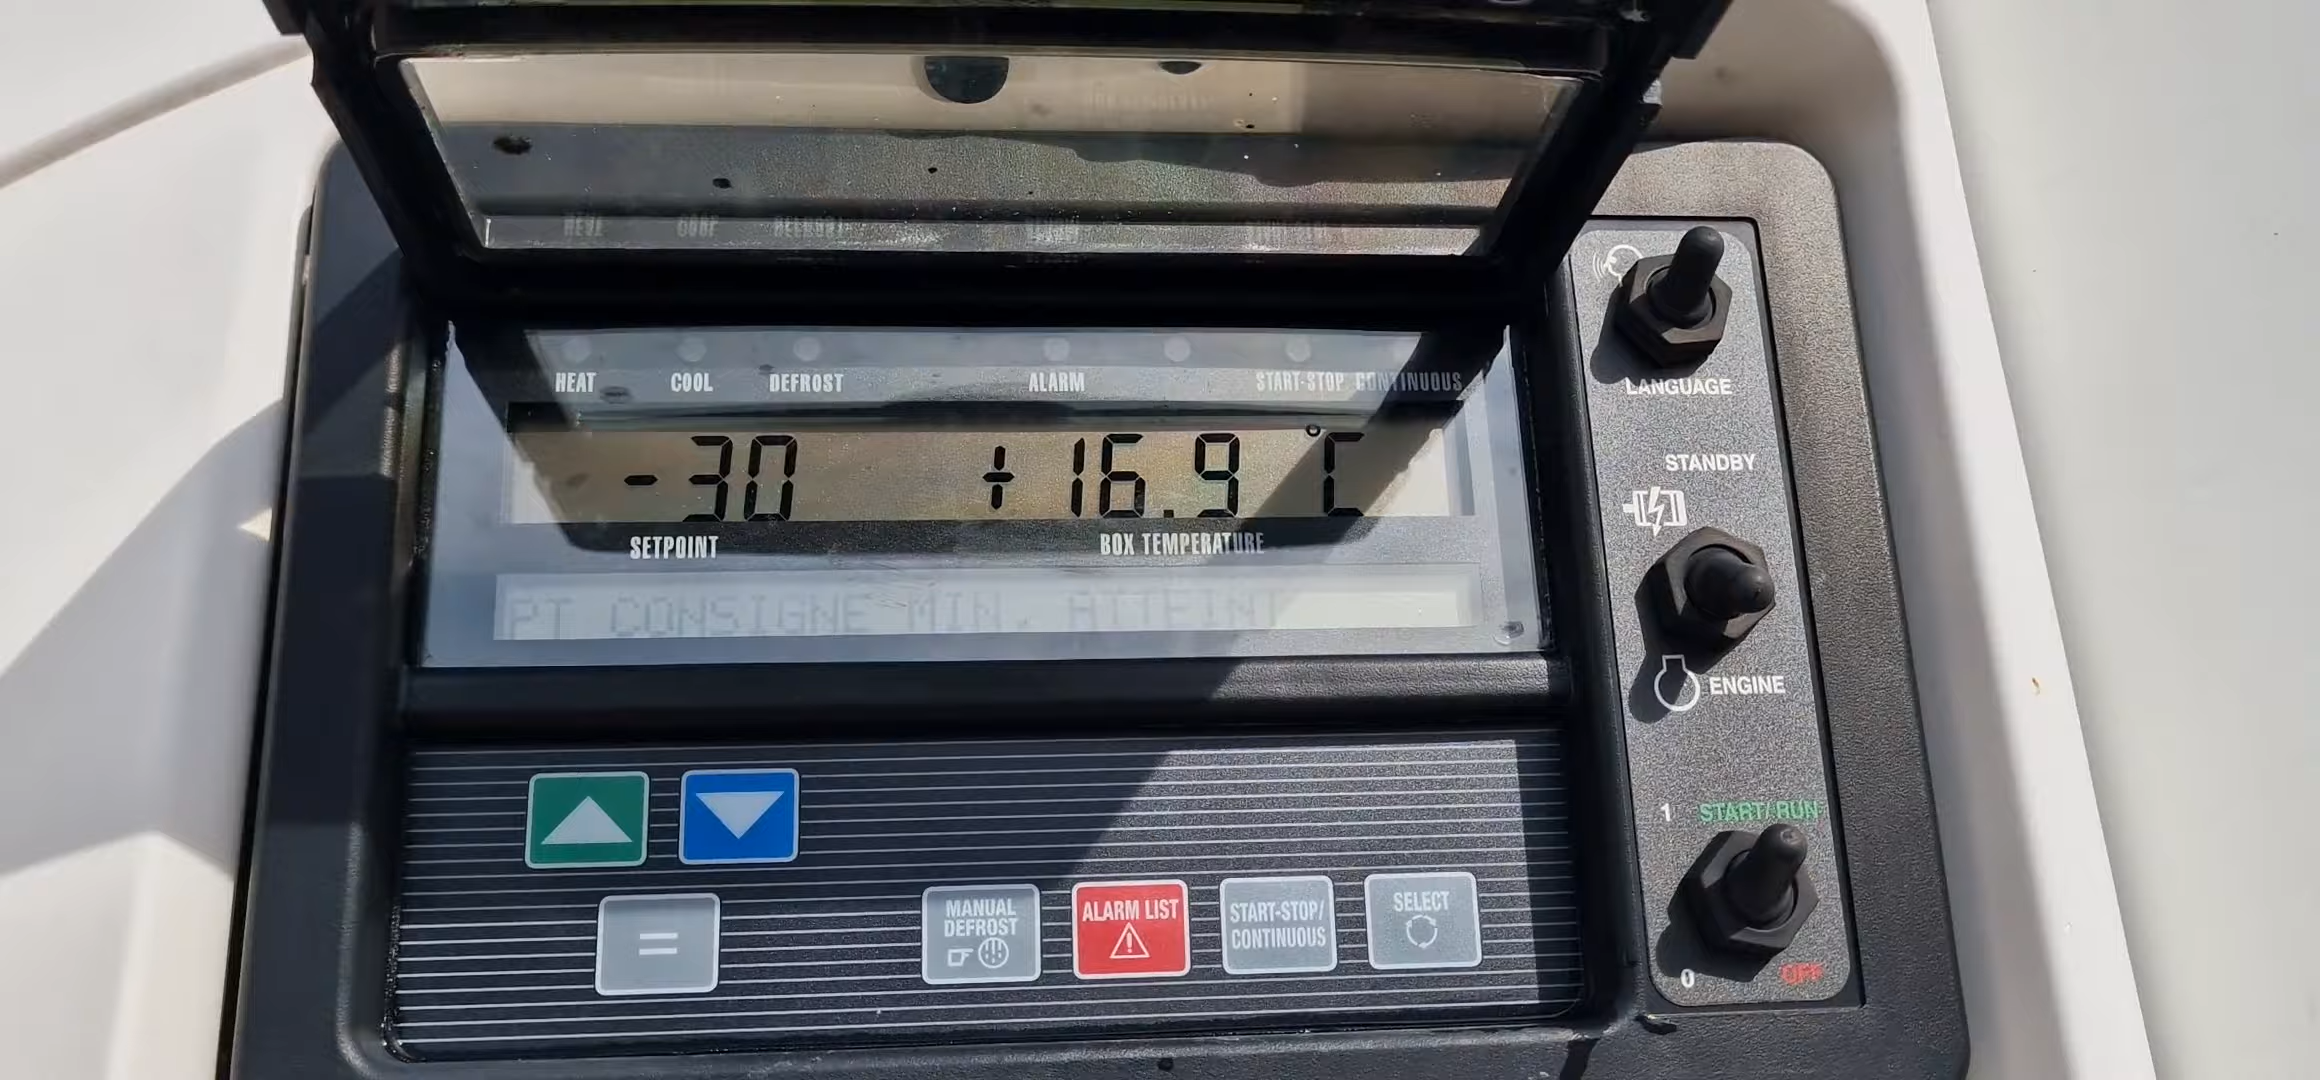 HEAT COOL DEFROST ALARM START-STOP CONTINUOUS
-30 +16.9 °C
SETPOINT BOX TEMPERATURE
PT CONSIGNE MIN. ATTEINT
LANGUAGE
STANDBY
ENGINE
1 START/RUN
0 OFF
=
MANUAL DEFROST
ALARM LIST
START-STOP/
CONTINUOUS
SELECT